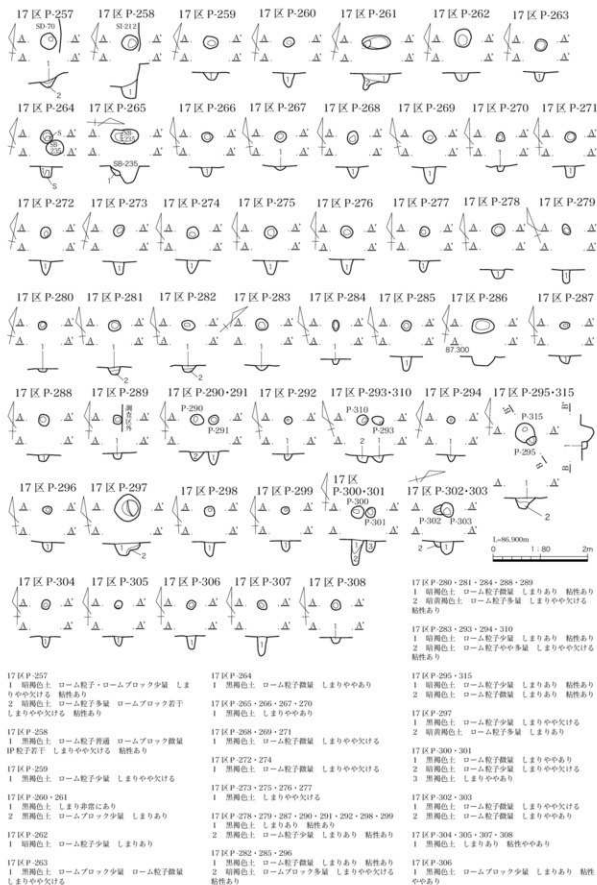 17区P-257 17区P-258 17区P-259 17区P-260 17区P-261 17区P-262 17区P-263
SD-70 SI-212
17区P-264 17区P-265 17区P-266 17区P-267 17区P-268 17区P-269 17区P-270 17区P-271
SB-235
17区P-272 17区P-273 17区P-274 17区P-275 17区P-276 17区P-277 17区P-278 17区P-279
17区P-280 17区P-281 17区P-282 17区P-283 17区P-284 17区P-285 17区P-286 17区P-287
87.300
17区P-288 17区P-289 17区P-290・291 17区P-292 17区P-293・310 17区P-294 17区P-295・315
調査区外
P-290 P-310 P-315
P-291 P-293 P-295
17区P-296 17区P-297 17区P-298 17区P-299 17区 P-300・301 17区P-302・303
P-300 P-301 P-302 P-303
L=86.900m
0 1:80 2m
17区P-304 17区P-305 17区P-306 17区P-307 17区P-308
17区P-257
1 暗褐色土 ローム粒子・ロームブロック少量 しま
りやや欠ける 粘性あり
2 暗褐色土 ローム粒子多量 ロームブロック若干
しまりやや欠ける 粘性あり
17区P-258
1 黒褐色土 ローム粒子普通 ロームブロック微量
IP粒子若干 しまりやや欠ける 粘性あり
17区P-259
1 黒褐色土 ローム粒子少量 しまりやや欠ける
17区P-260・261
1 黒褐色土 しまり非常にあり
2 黒褐色土 ロームブロック少量 しまりあり
17区P-262
1 暗褐色土 ローム粒子少量 しまりあり
17区P-263
1 黒褐色土 ロームブロック少量 ローム粒子微量
しまりやや欠ける
17区P-264
1 黒褐色土 ローム粒子微量 しまりややあり
17区P-265・266・267・270
1 黒褐色土 しまりややあり
17区P-268・269・271
1 黒褐色土 ローム粒子微量 しまりやや欠ける
17区P-272・274
1 黒褐色土 ローム粒子微量 しまりやや欠ける
17区P-273・275・276・277
1 黒褐色土 しまりやや欠ける
17区P-278・279・287・290・291・292・298・299
1 黒褐色土 しまりあり 粘性あり
2 黒褐色土 ローム粒子少量 しまりあり 粘性あり
17区P-282・285・296
1 黒褐色土 ローム粒子微量 しまりあり 粘性あり
2 暗褐色土 ロームブロック多量 しまりやや欠ける
粘性あり
17区P-280・281・284・288・289
1 暗褐色土 ローム粒子微量 しまりあり 粘性あり
2 暗黄褐色土 ローム粒子多量 しまりやや欠ける
粘性あり
17区P-283・293・294・310
1 暗褐色土 ローム粒子少量 しまりあり 粘性あり
2 暗褐色土 ローム粒子やや多量 しまりやや欠ける
粘性あり
17区P-295・315
1 暗褐色土 ローム粒子少量 しまりあり 粘性あり
2 暗褐色土 ローム粒子微量 しまりあり 粘性あり
17区P-297
1 黒褐色土 ローム粒子少量 しまりやや欠ける
2 暗黄褐色土 ローム粒子多量 しまりあり
17区P-300・301
1 黒褐色土 ローム粒子微量 しまりややあり
2 暗褐色土 ローム粒子少量 しまりやや欠ける
3 黒褐色土 しまりややあり
17区P-302・303
1 黒褐色土 ローム粒子微量 しまりやや欠ける
2 黒褐色土 ローム粒子微量 しまりややあり
17区P-304・305・307・308
1 黒褐色土 しまりあり 粘性ややあり
17区P-306
1 黒褐色土 ロームブロック少量 しまりあり 粘性
ややあり